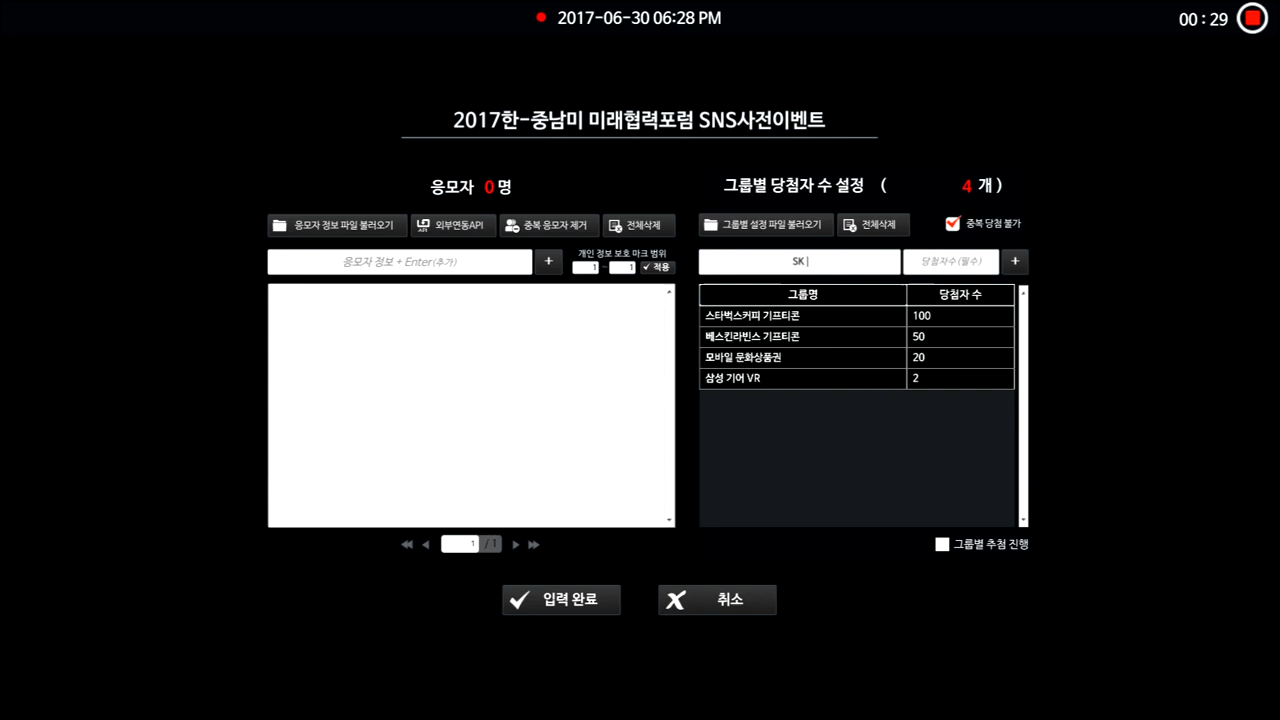 2017-06-30 06:28 PM
00 : 29
2017한-중남미 미래협력포럼 SNS사전이벤트
응모자 0 명
그룹별 당첨자 수 설정 ( 4 개 )
응모자 정보 파일 불러오기
외부연동API
중복 응모자 제거
전체삭제
그룹별 설정 파일 불러오기
전체삭제
중복 당첨 불가
응모자 정보 + Enter(추가)
+
개인 정보 보호 마크 범위
1 ~ 1 적용
SK
당첨자수(필수)
+
그룹명 당첨자 수
스타벅스커피 기프티콘 100
베스킨라빈스 기프티콘 50
모바일 문화상품권 20
삼성 기어 VR 2
1 / 1
그룹별 추첨 진행
입력 완료
취소